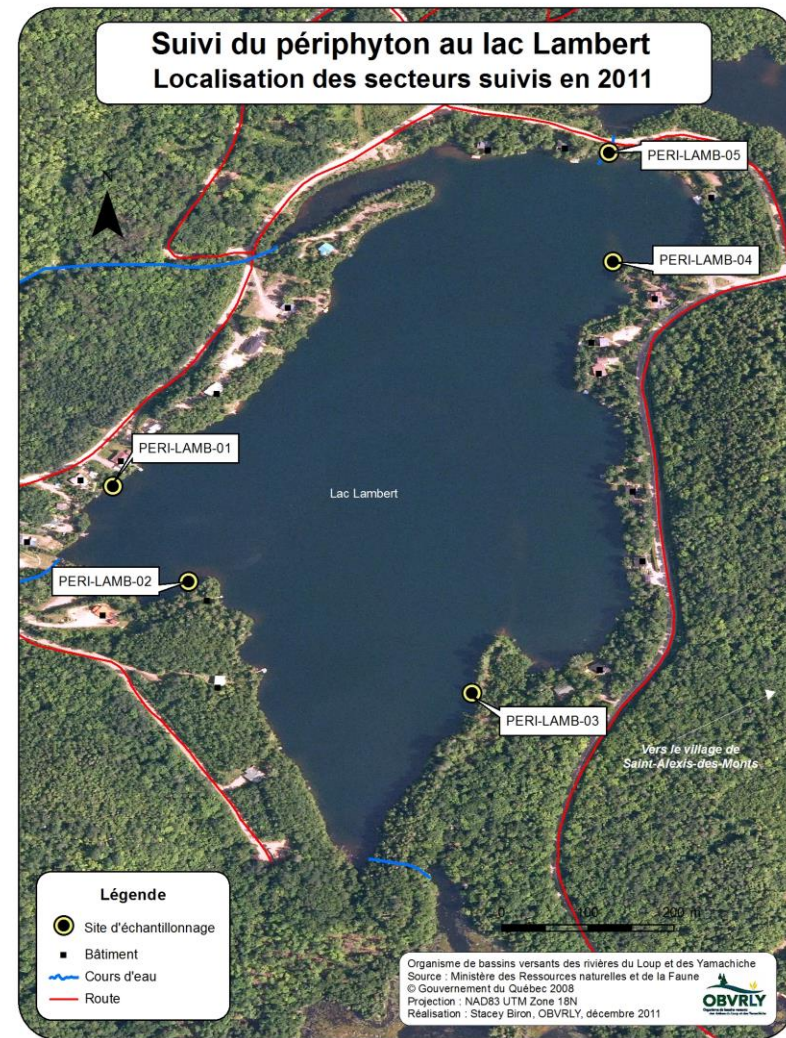 Suivi du périphyton au lac Lambert
Localisation des secteurs suivis en 2011
N
PERI-LAMB-05
PERI-LAMB-04
PERI-LAMB-01
Lac Lambert
PERI-LAMB-02
PERI-LAMB-03
Vers le village de
Saint-Alexis-des-Monts
Légende
Site d'échantillonnage
Bâtiment
Cours d'eau
Route
0 100 200 m
Organisme de bassins versants des rivières du Loup et des Yamachiche
Source : Ministère des Ressources naturelles et de la Faune
© Gouvernement du Québec 2008
Projection : NAD83 UTM Zone 18N
Réalisation : Stacey Biron, OBVRLY, décembre 2011
OBVRLY